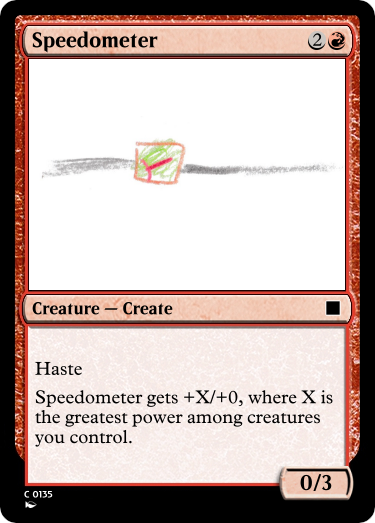 Speedometer 2
Creature — Create
Haste
Speedometer gets +X/+0, where X is
the greatest power among creatures
you control.
0/3
C 0135